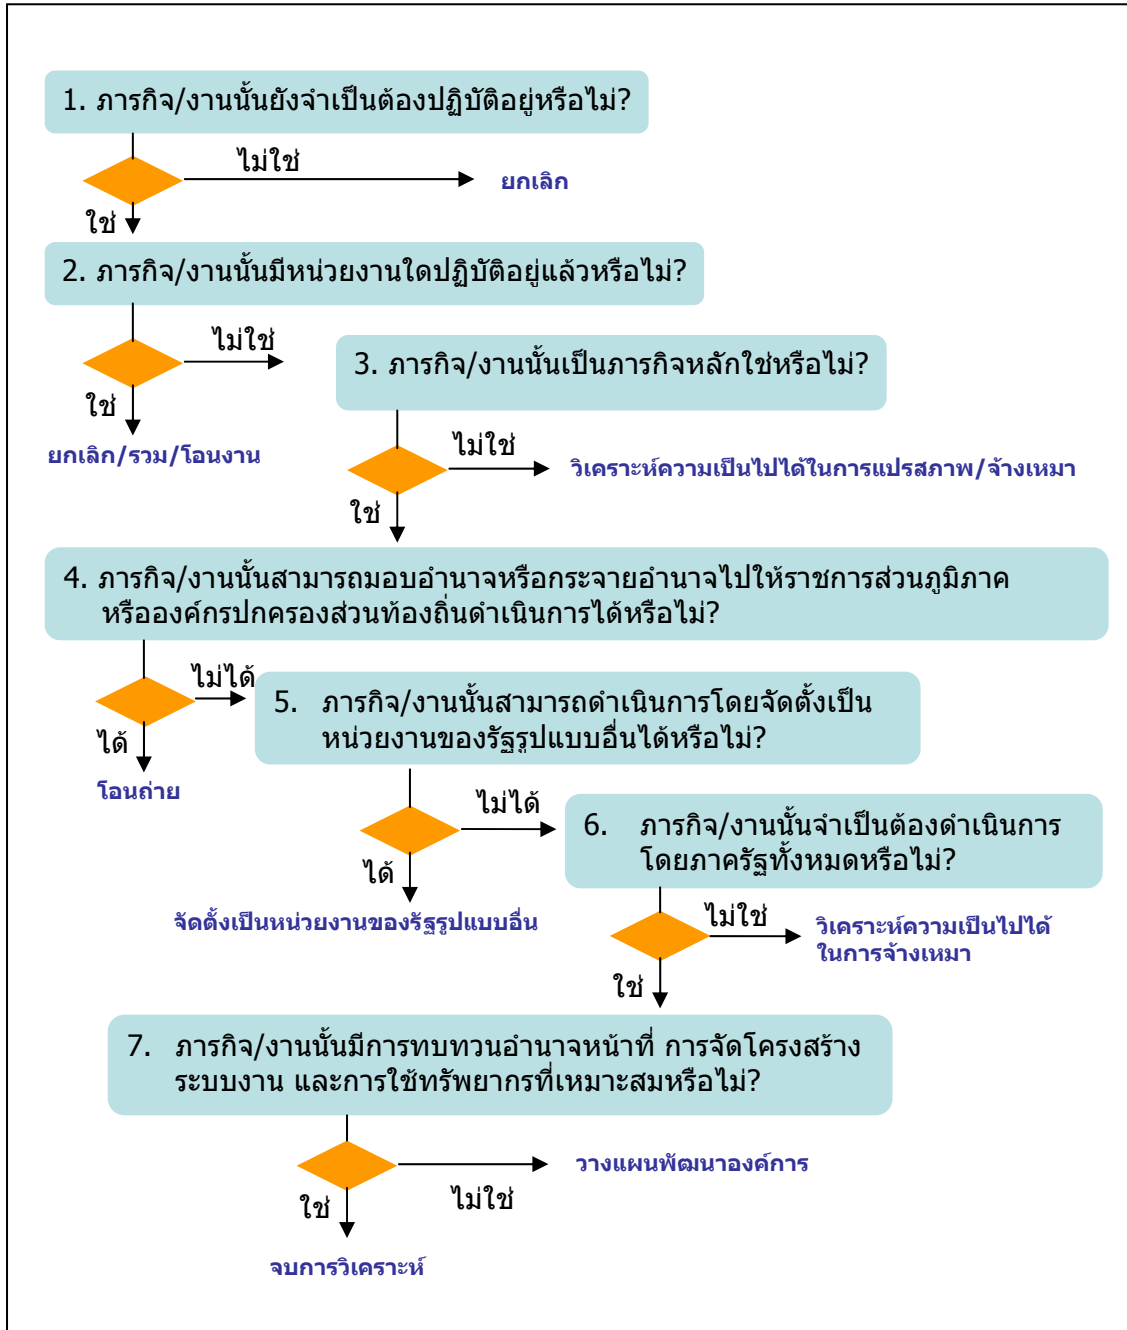 1. ภารกิจ/งานนั้นยังจำเป็นต้องปฏิบัติอยู่หรือไม่?
ไม่ใช่
ยกเลิก
ใช่
2. ภารกิจ/งานนั้นมีหน่วยงานใดปฏิบัติอยู่แล้วหรือไม่?
ไม่ใช่
ใช่
ยกเลิก/รวม/โอนงาน
3. ภารกิจ/งานนั้นเป็นภารกิจหลักใช่หรือไม่?
ไม่ใช่
วิเคราะห์ความเป็นไปได้ในการแปรสภาพ/จ้างเหมา
ใช่
4. ภารกิจ/งานนั้นสามารถมอบอำนาจหรือกระจายอำนาจไปให้ราชการส่วนภูมิภาค
หรือองค์กรปกครองส่วนท้องถิ่นดำเนินการได้หรือไม่?
ไม่ได้
ได้
โอนถ่าย
5. ภารกิจ/งานนั้นสามารถดำเนินการโดยจัดตั้งเป็น
หน่วยงานของรัฐรูปแบบอื่นได้หรือไม่?
ไม่ได้
ได้
จัดตั้งเป็นหน่วยงานของรัฐรูปแบบอื่น
6. ภารกิจ/งานนั้นจำเป็นต้องดำเนินการ
โดยภาครัฐทั้งหมดหรือไม่?
ไม่ใช่
วิเคราะห์ความเป็นไปได้
ในการจ้างเหมา
ใช่
7. ภารกิจ/งานนั้นมีการทบทวนอำนาจหน้าที่ การจัดโครงสร้าง
ระบบงาน และการใช้ทรัพยากรที่เหมาะสมหรือไม่?
ไม่ใช่
วางแผนพัฒนาองค์การ
ใช่
จบการวิเคราะห์